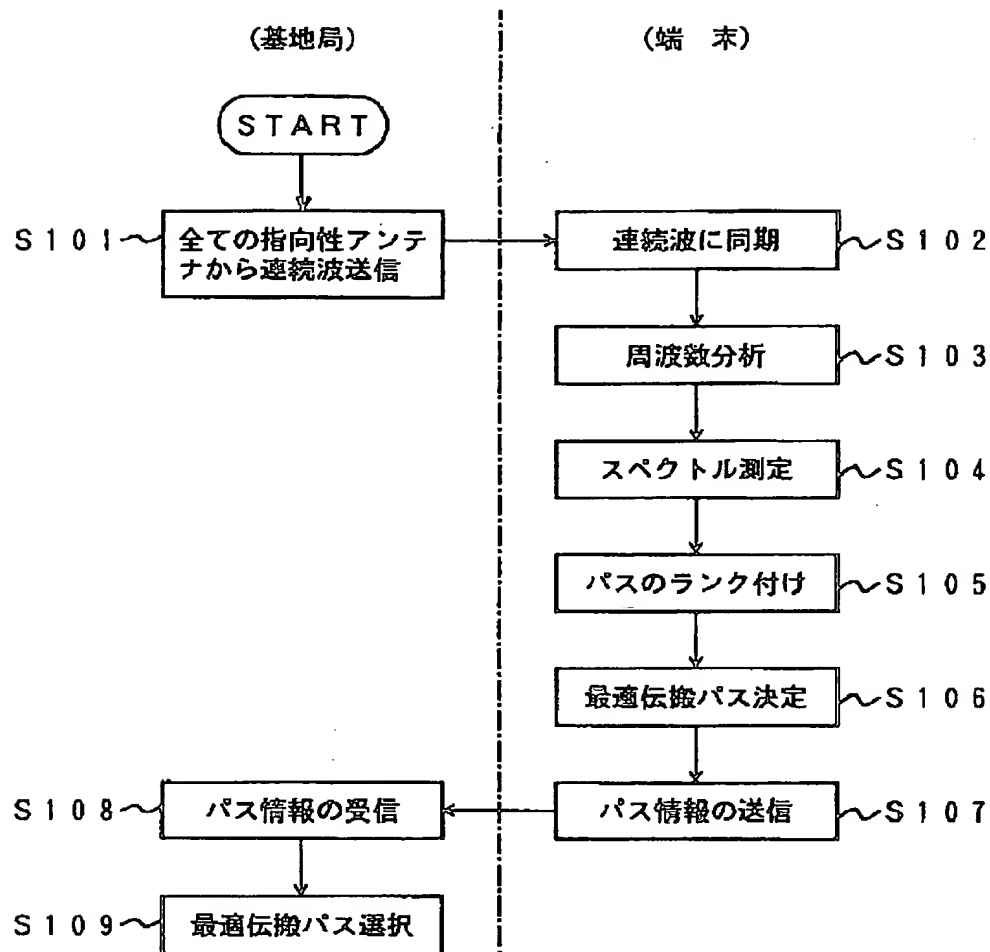 (基地局)
(端 末)
START
S101
全ての指向性アンテ
ナから連続波送信
連続波に同期
S102
周波数分析
S103
スペクトル測定
S104
パスのランク付け
S105
最適伝搬パス決定
S106
S108
パス情報の受信
パス情報の送信
S107
S109
最適伝搬パス選択